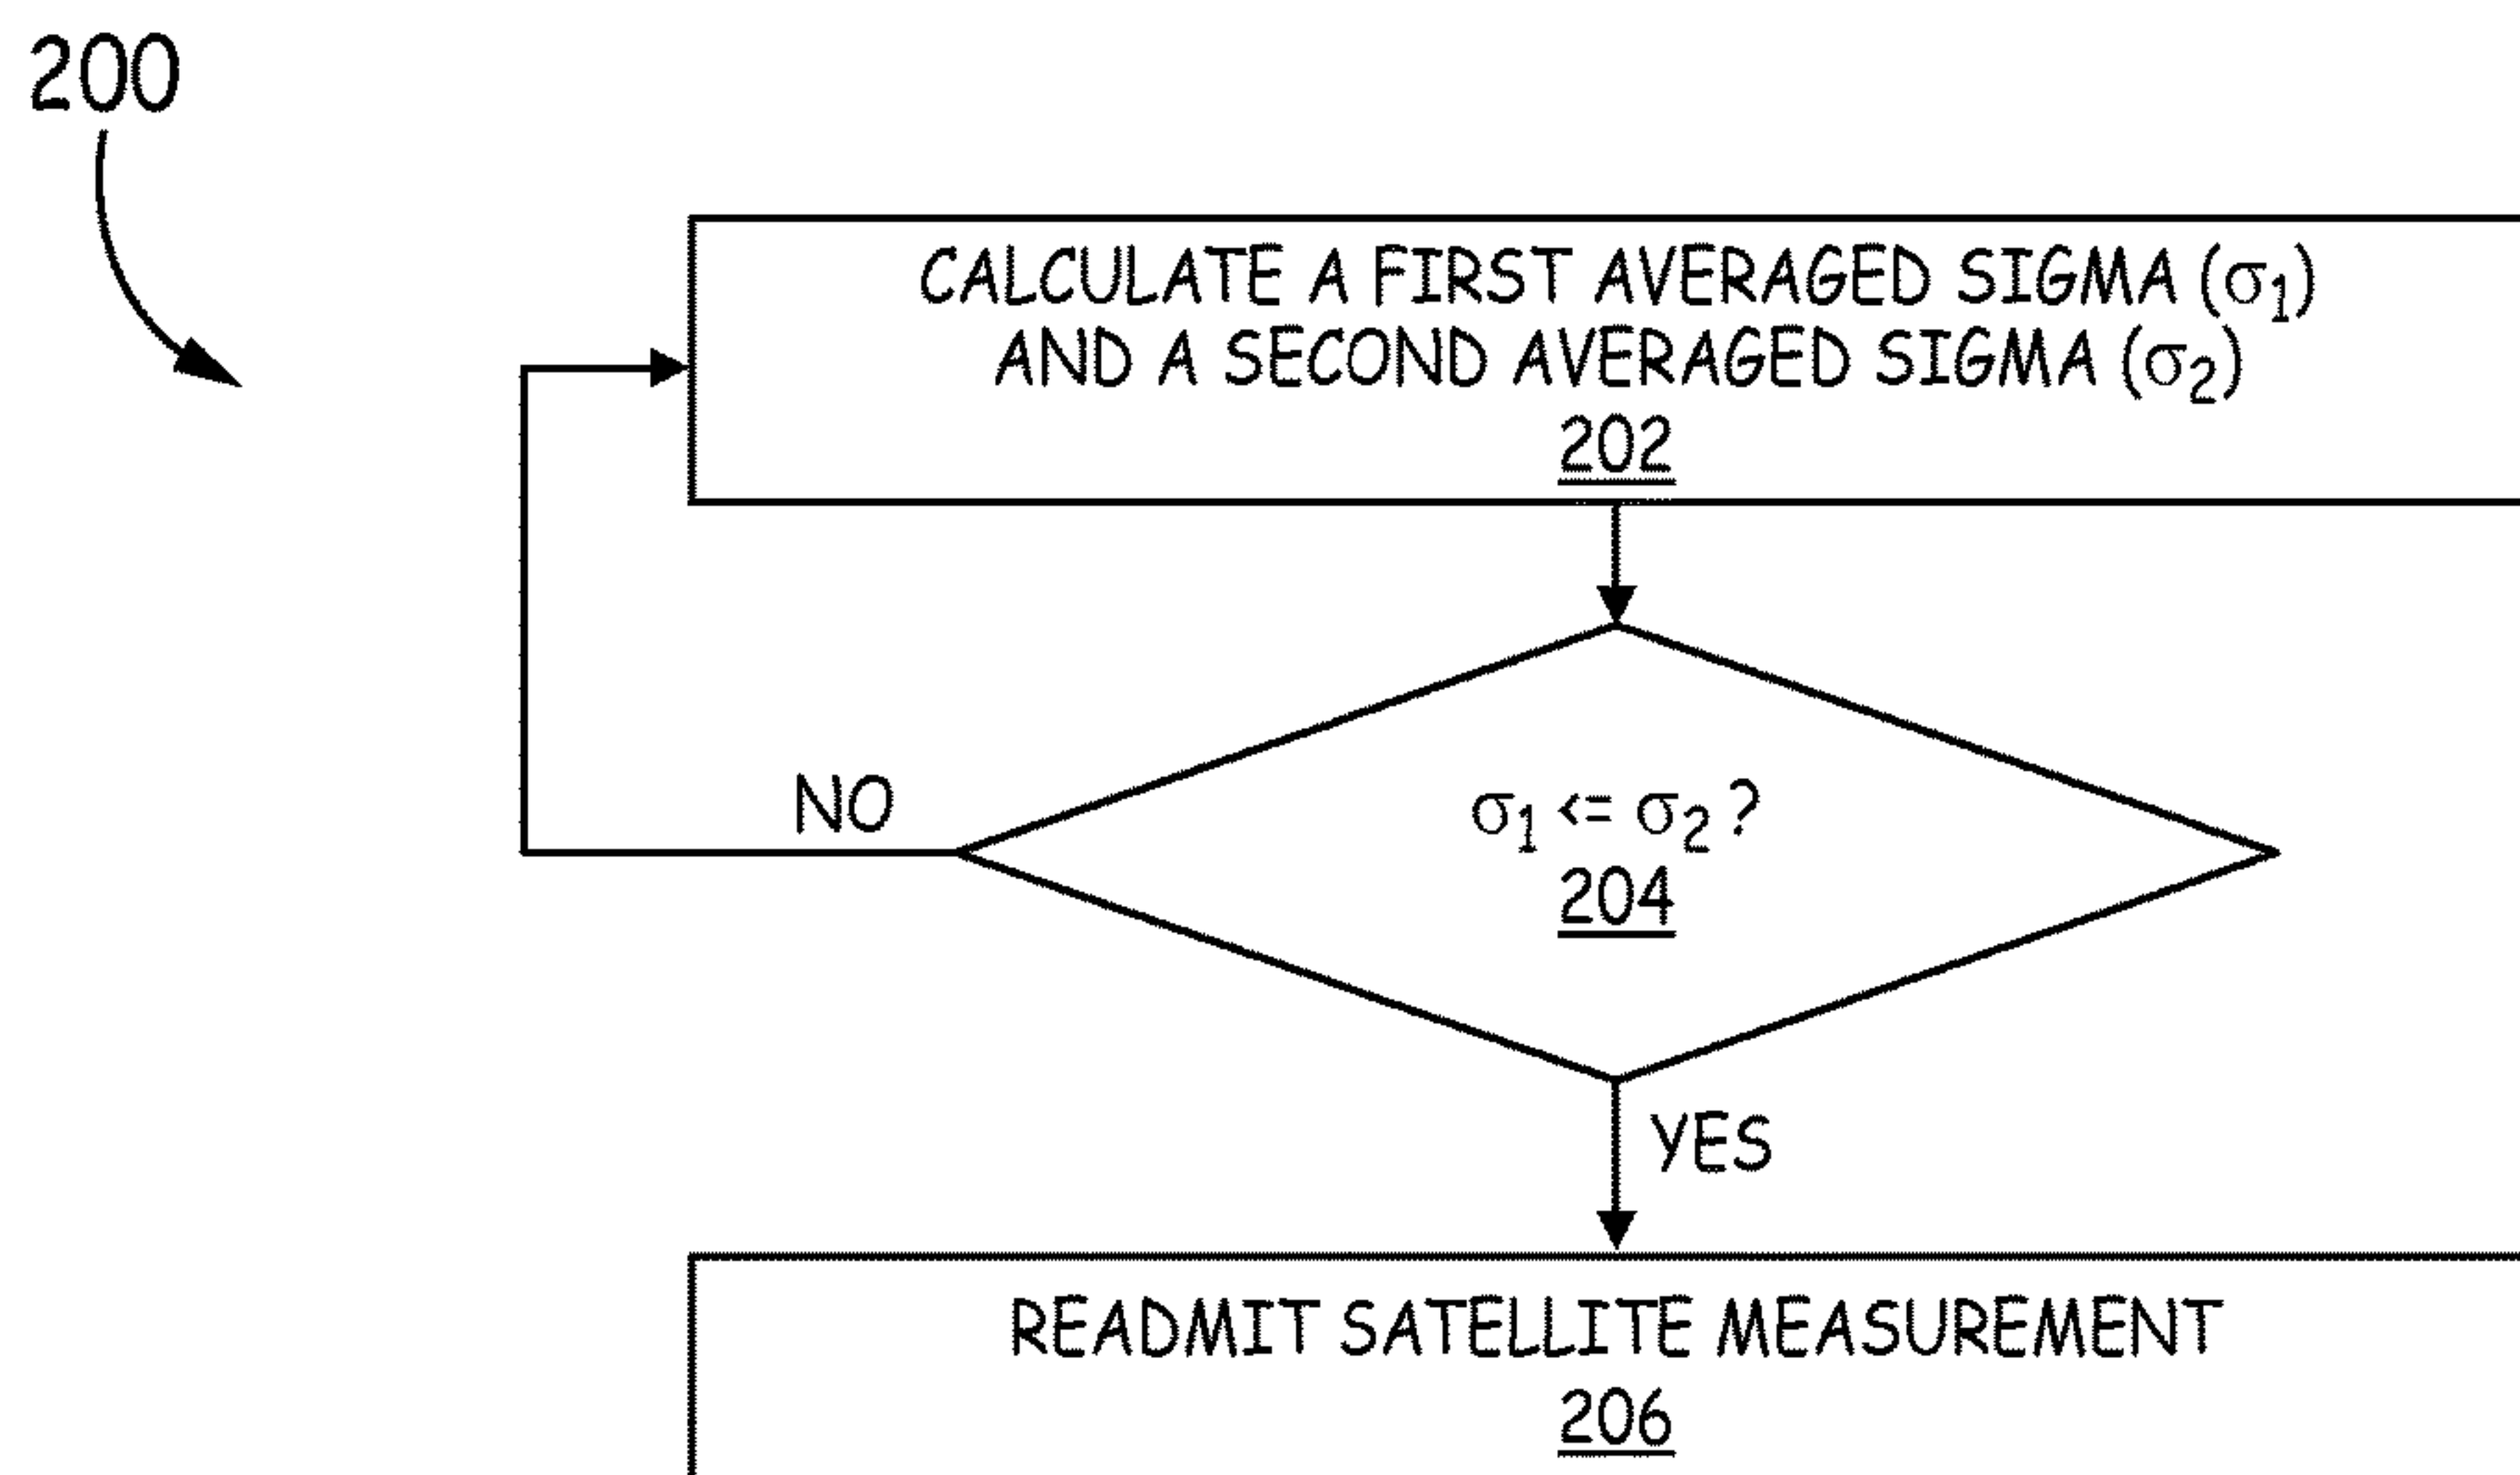 200
CALCULATE A FIRST AVERAGED SIGMA (σ₁)
AND A SECOND AVERAGED SIGMA (σ₂)
202
NO
σ₁ <= σ₂ ?
204
YES
READMIT SATELLITE MEASUREMENT
206